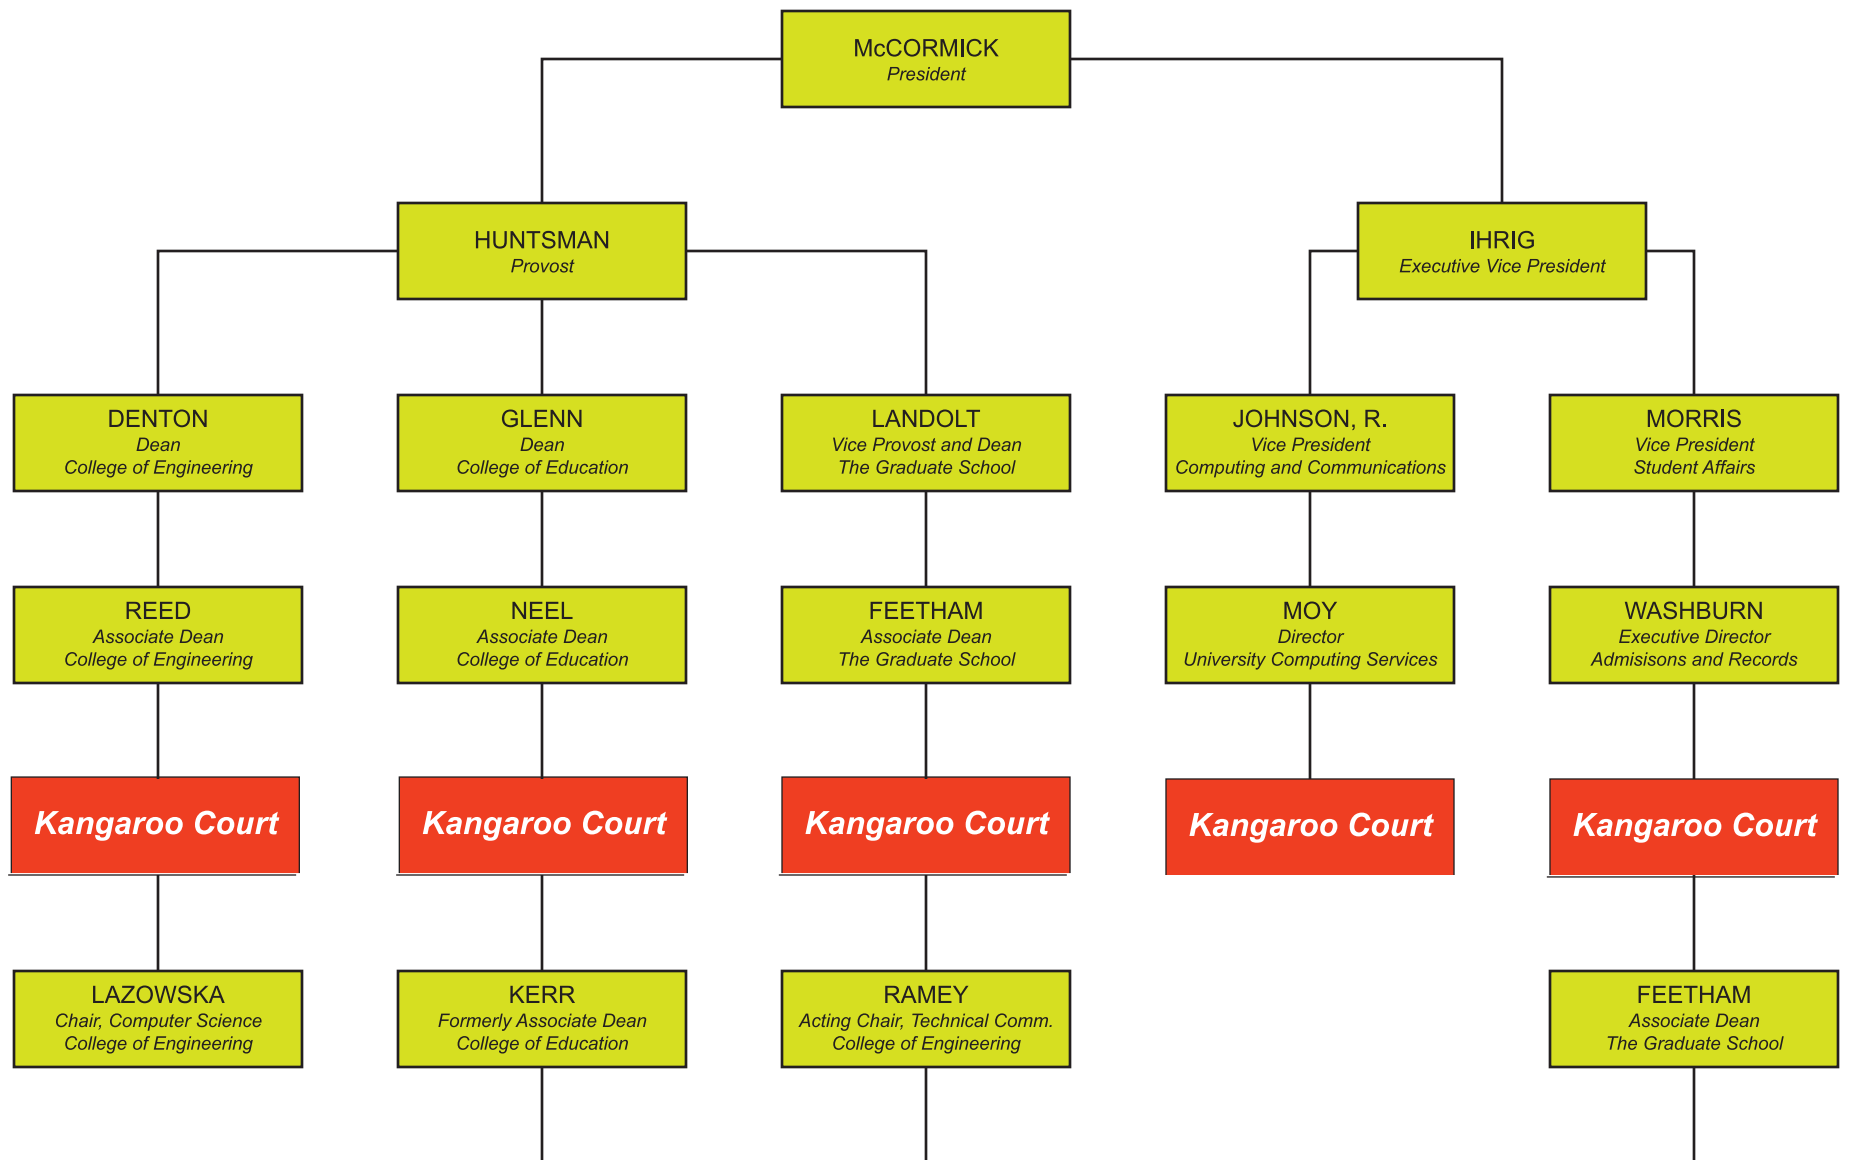 McCORMICK
President
HUNTSMAN
Provost
IHRIG
Executive Vice President
DENTON
Dean
College of Engineering
GLENN
Dean
College of Education
LANDOLT
Vice Provost and Dean
The Graduate School
JOHNSON, R.
Vice President
Computing and Communications
MORRIS
Vice President
Student Affairs
REED
Associate Dean
College of Engineering
NEEL
Associate Dean
College of Education
FEETHAM
Associate Dean
The Graduate School
MOY
Director
University Computing Services
WASHBURN
Executive Director
Admisisons and Records
Kangaroo Court
Kangaroo Court
Kangaroo Court
Kangaroo Court
Kangaroo Court
LAZOWSKA
Chair, Computer Science
College of Engineering
KERR
Formerly Associate Dean
College of Education
RAMEY
Acting Chair, Technical Comm.
College of Engineering
FEETHAM
Associate Dean
The Graduate School